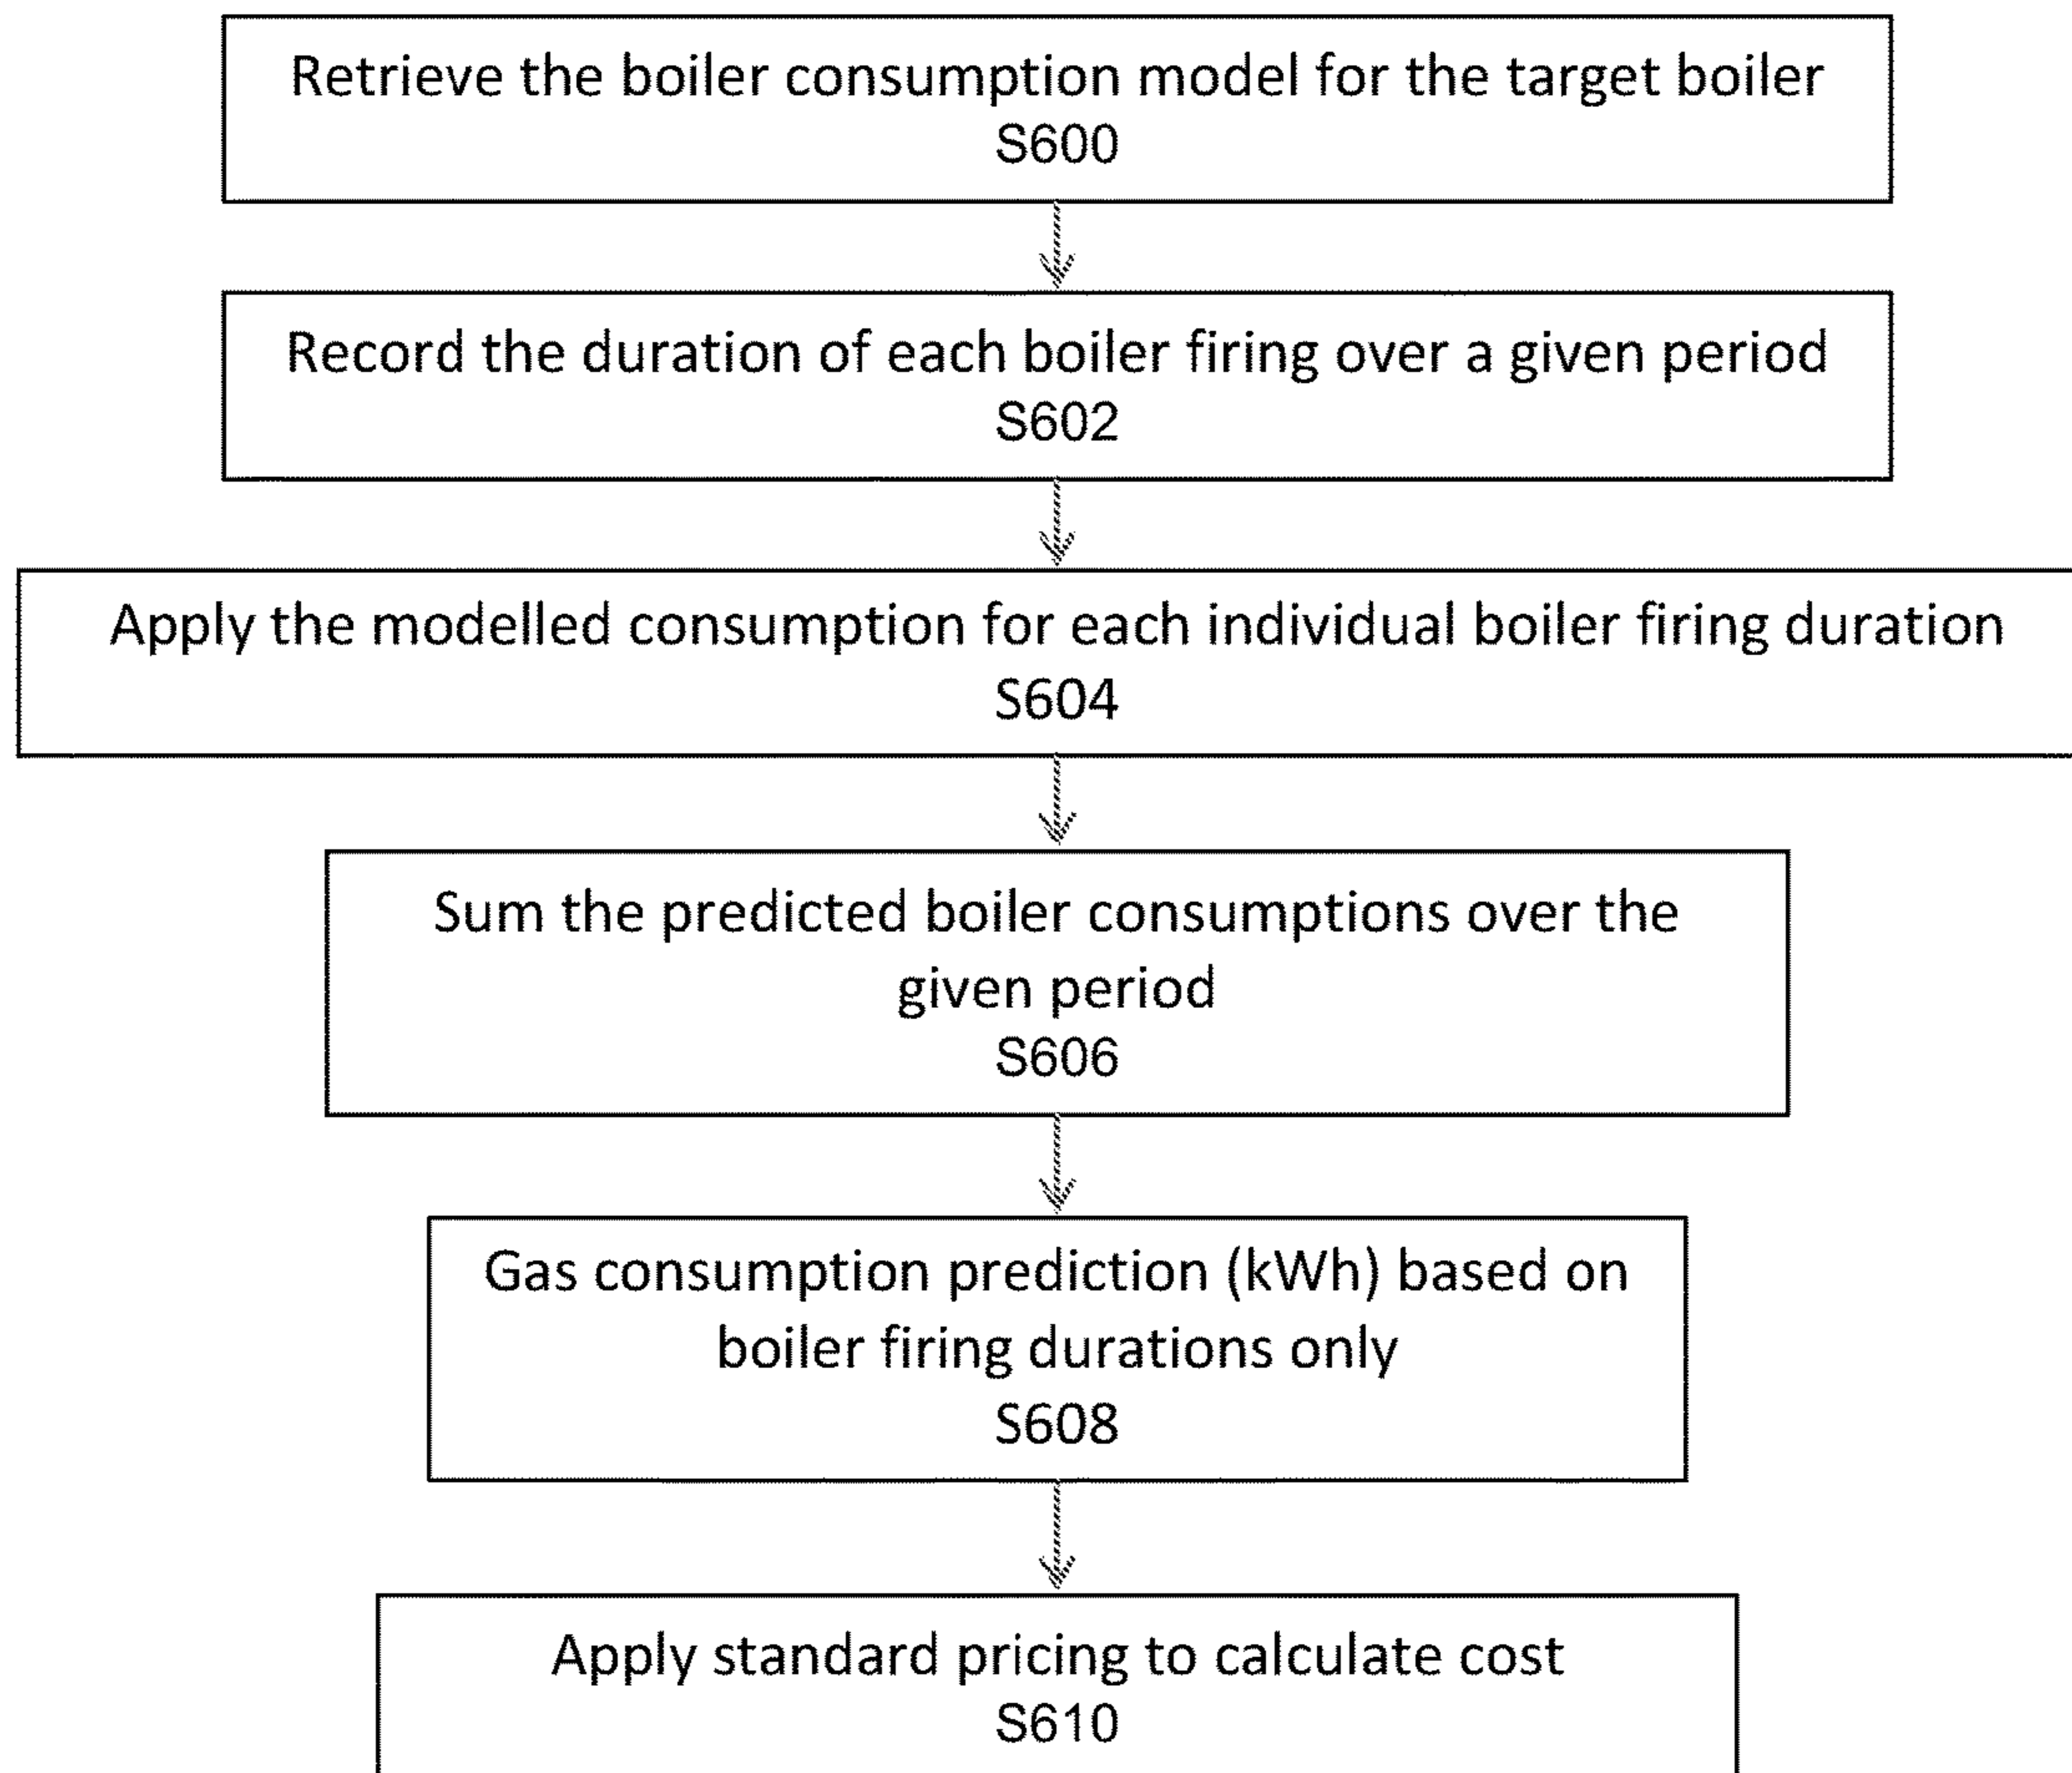 Retrieve the boiler consumption model for the target boiler
S600
Record the duration of each boiler firing over a given period
S602
Apply the modelled consumption for each individual boiler firing duration
S604
Sum the predicted boiler consumptions over the
given period
S606
Gas consumption prediction (kWh) based on
boiler firing durations only
S608
Apply standard pricing to calculate cost
S610